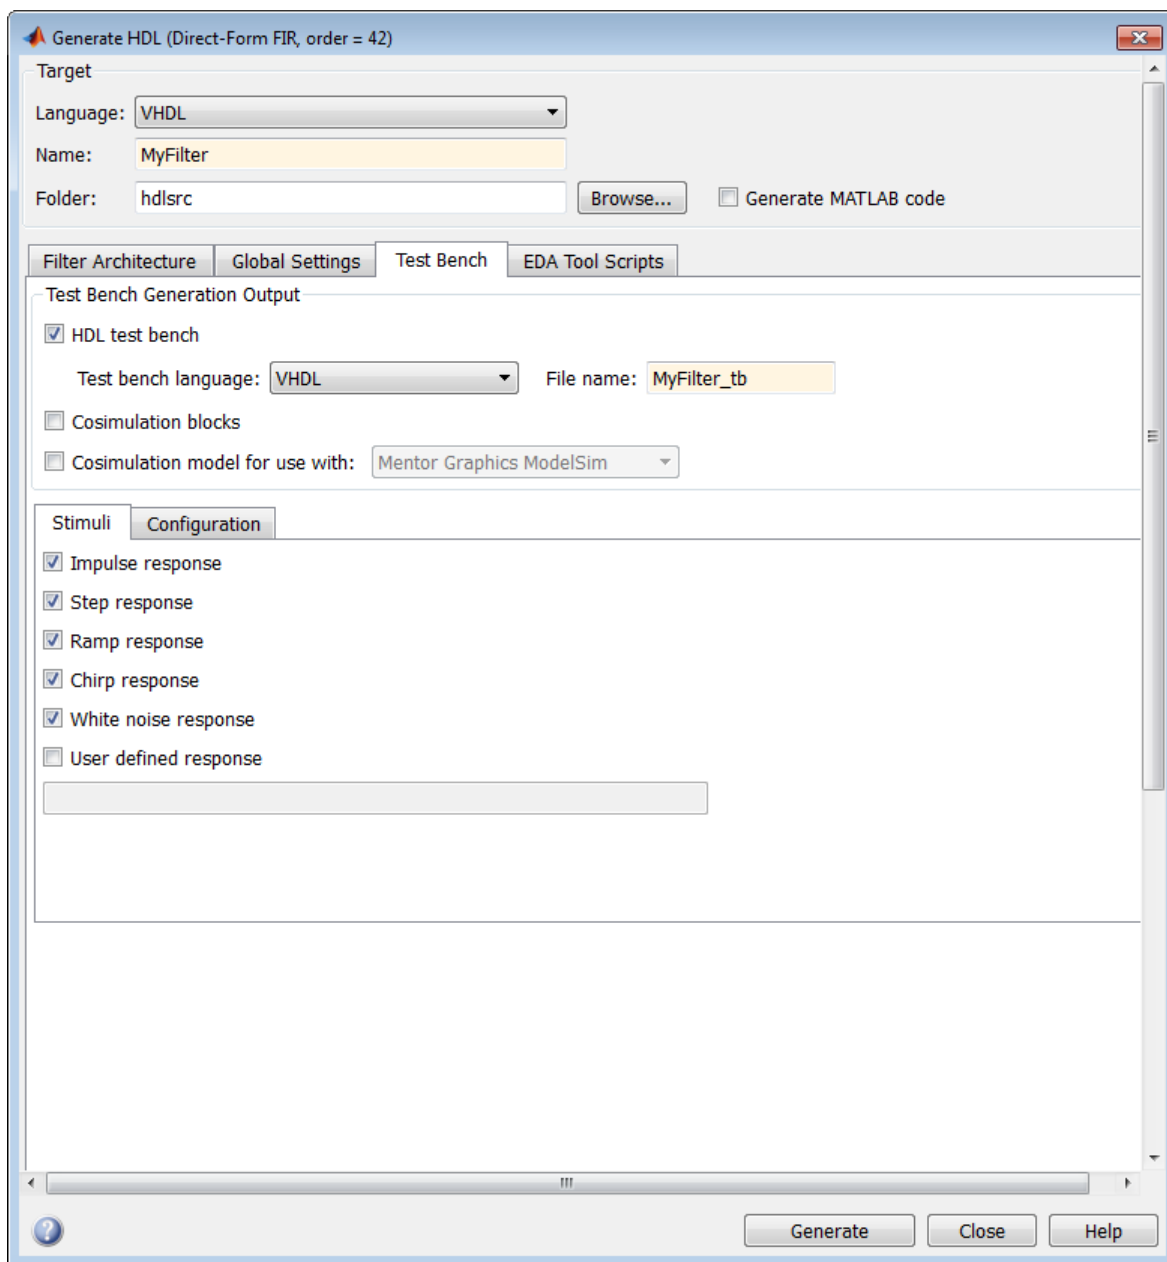 Generate HDL (Direct-Form FIR, order = 42)
Target
Language: VHDL
Name: MyFilter
Folder: hdlsrc Browse... Generate MATLAB code
Filter Architecture Global Settings Test Bench EDA Tool Scripts
Test Bench Generation Output
HDL test bench
Test bench language: VHDL File name: MyFilter_tb
Cosimulation blocks
Cosimulation model for use with: Mentor Graphics ModelSim
Stimuli Configuration
Impulse response
Step response
Ramp response
Chirp response
White noise response
User defined response
Generate Close Help